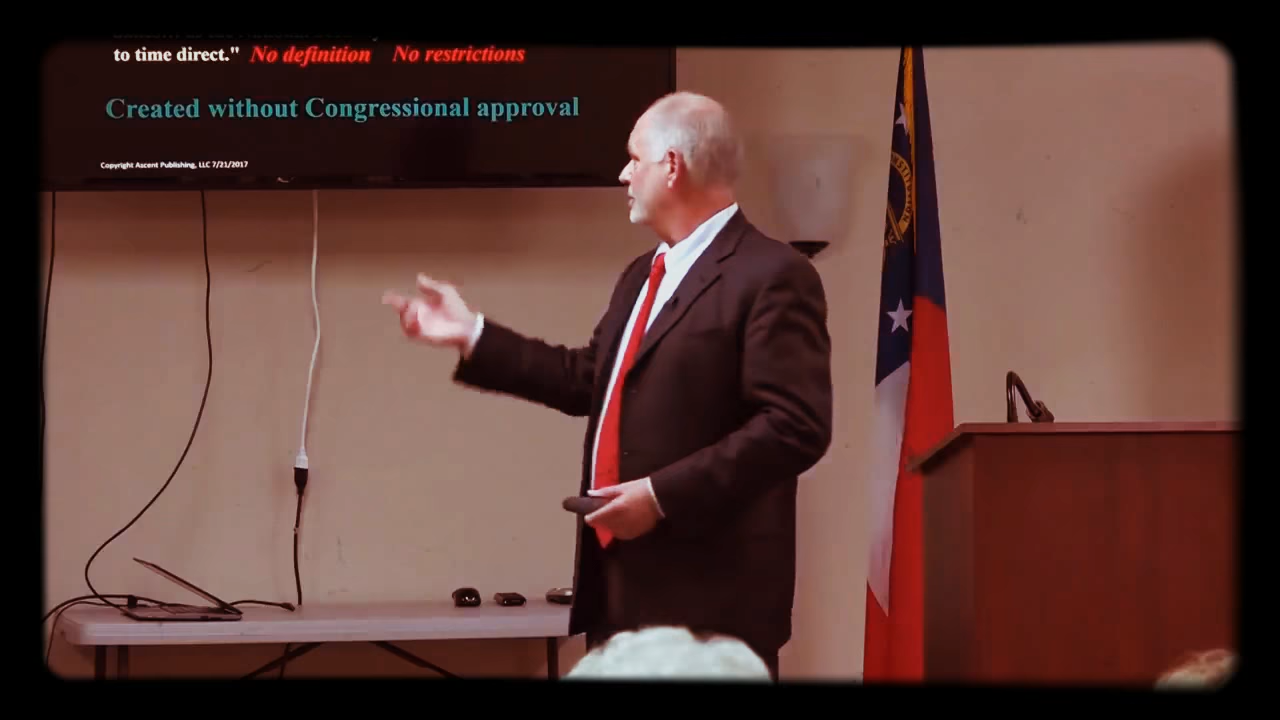 to time direct." No definition No restrictions
Created without Congressional approval
Copyright Ascent Publishing, LLC 7/21/2017